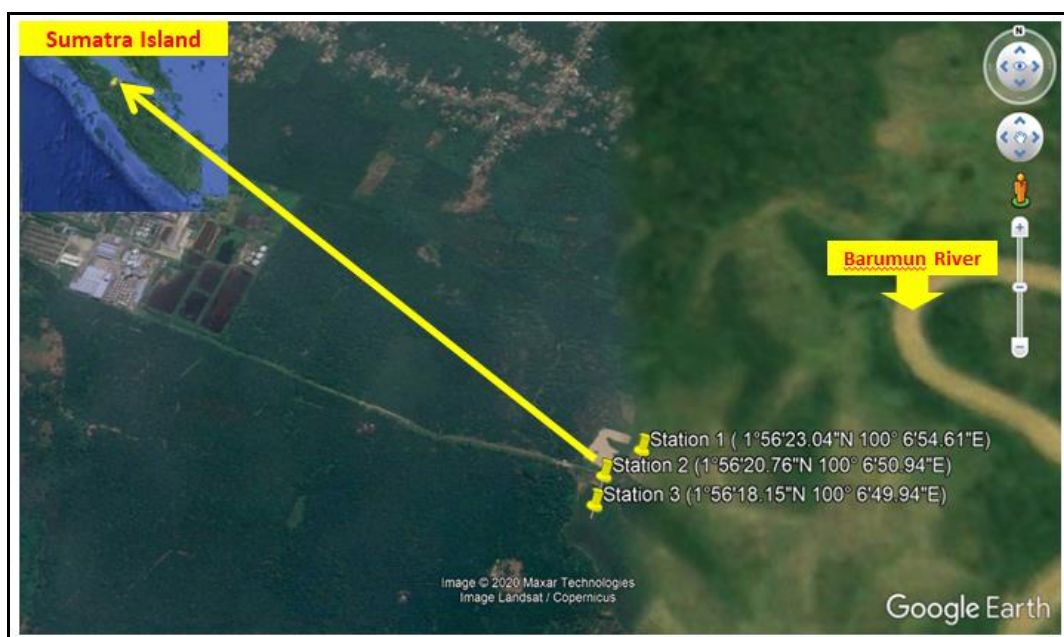 Sumatra Island
N
Barumun River
Station 1 ( 1°56'23.04"N 100° 6'54.61"E)
Station 2 (1°56'20.76"N 100° 6'50.94"E)
Station 3 (1°56'18.15"N 100° 6'49.94"E)
Image © 2020 Maxar Technologies
Image Landsat / Copernicus
Google Earth